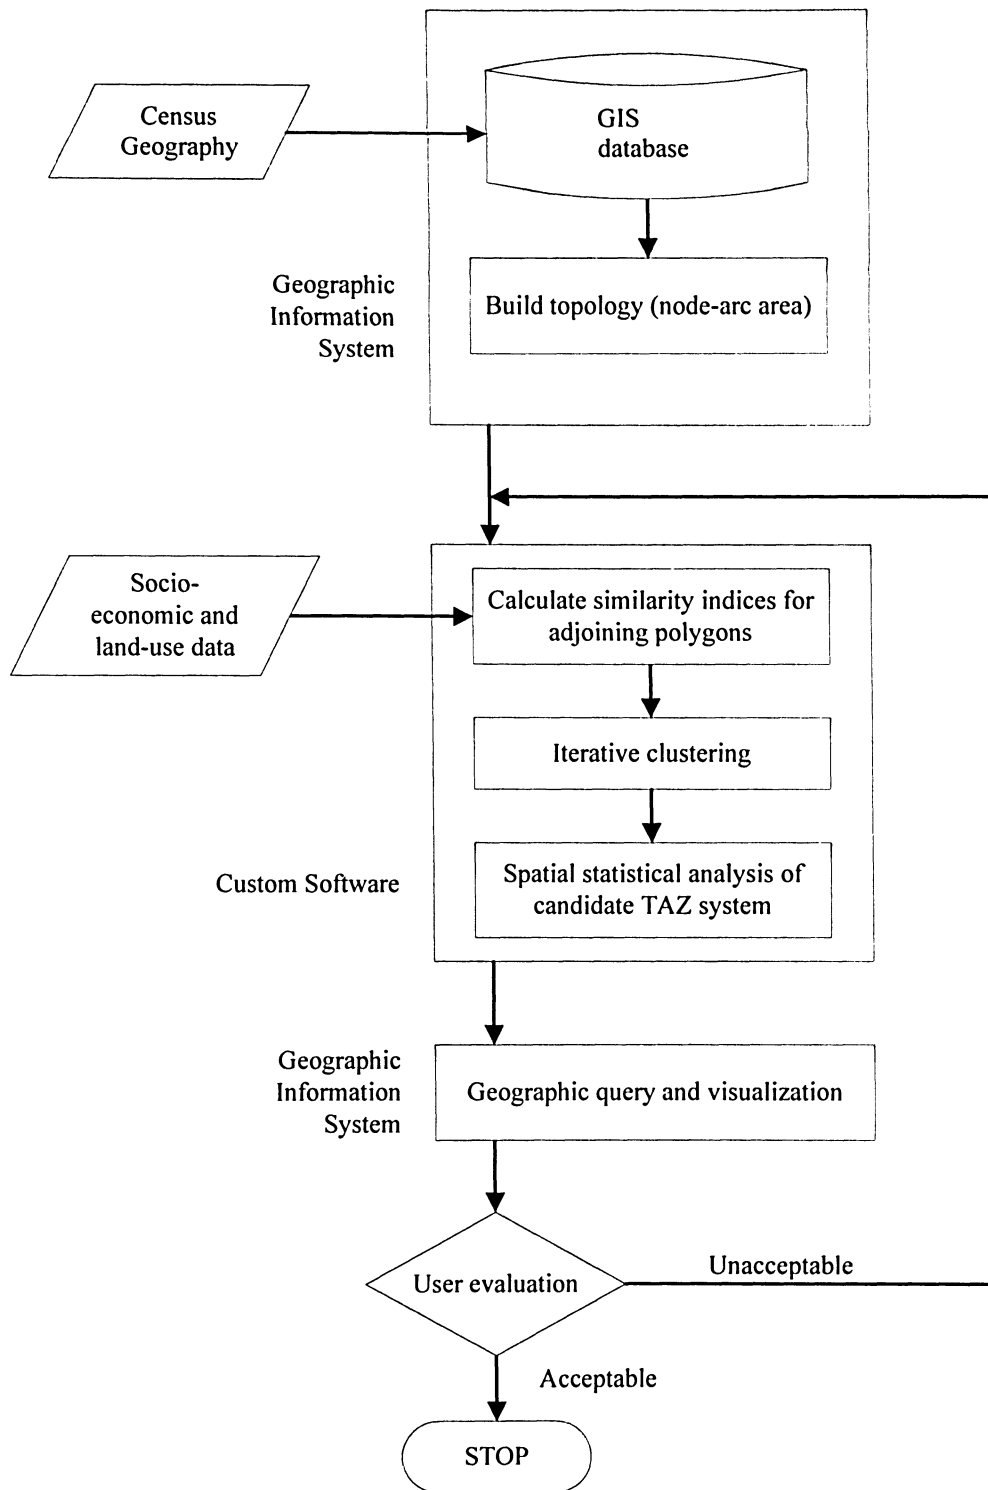 Census
Geography
GIS
database
Geographic
Information
System
Build topology (node-arc area)
Socio-
economic and
land-use data
Calculate similarity indices for
adjoining polygons
Iterative clustering
Custom Software
Spatial statistical analysis of
candidate TAZ system
Geographic
Information
System
Geographic query and visualization
User evaluation
Unacceptable
Acceptable
STOP